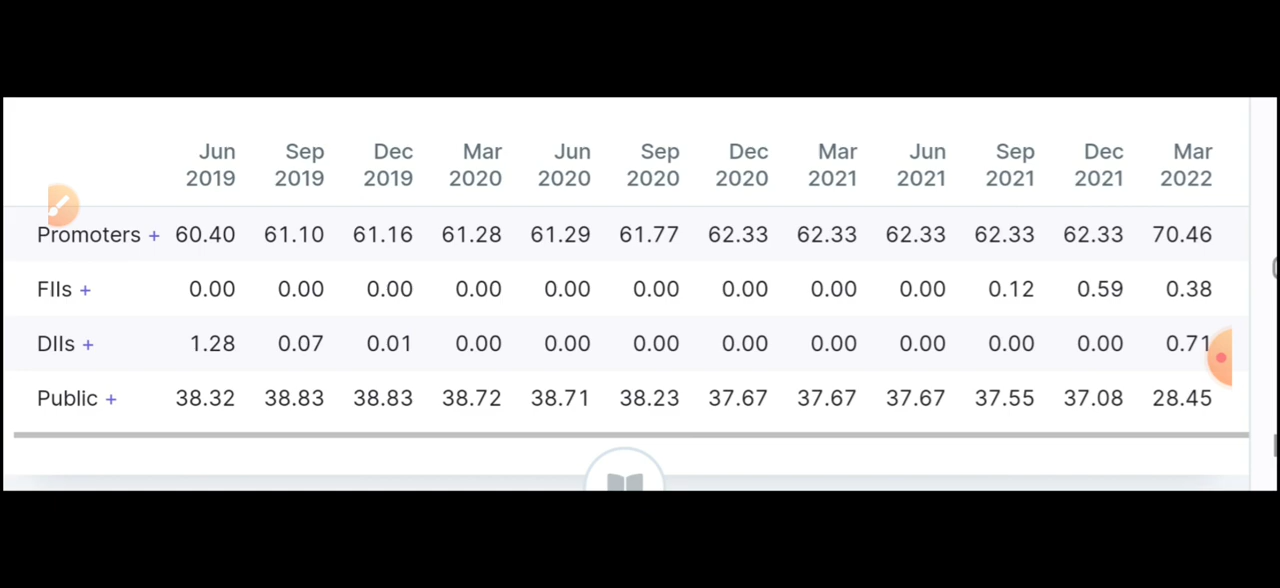 Jun Sep Dec Mar Jun Sep Dec Mar Jun Sep Dec Mar
2019 2019 2019 2020 2020 2020 2020 2021 2021 2021 2021 2022
Promoters + 60.40 61.10 61.16 61.28 61.29 61.77 62.33 62.33 62.33 62.33 62.33 70.46
FIIs + 0.00 0.00 0.00 0.00 0.00 0.00 0.00 0.00 0.00 0.12 0.59 0.38
DIIs + 1.28 0.07 0.01 0.00 0.00 0.00 0.00 0.00 0.00 0.00 0.00 0.71
Public + 38.32 38.83 38.83 38.72 38.71 38.23 37.67 37.67 37.67 37.55 37.08 28.45